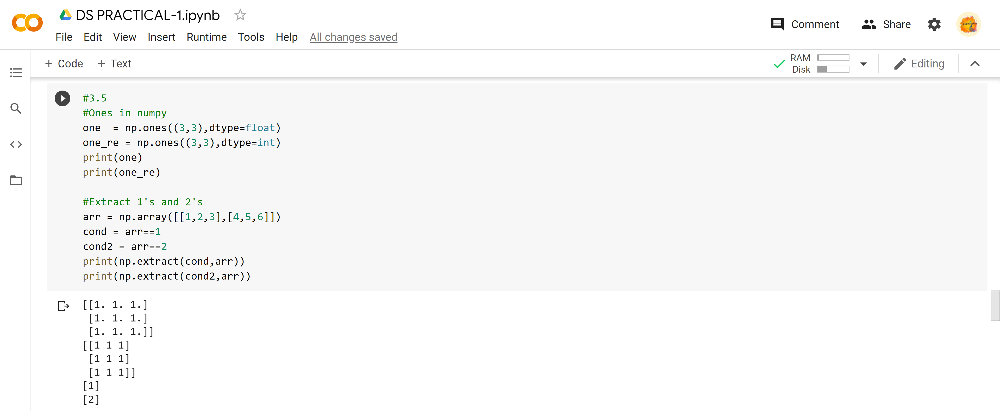 DS PRACTICAL-1.ipynb
File Edit View Insert Runtime Tools Help All changes saved
Comment Share
+ Code + Text
RAM
Disk
Editing
#3.5
#Ones in numpy
one  = np.ones((3,3),dtype=float)
one_re = np.ones((3,3),dtype=int)
print(one)
print(one_re)
#Extract 1's and 2's
arr = np.array([[1,2,3],[4,5,6]])
cond = arr==1
cond2 = arr==2
print(np.extract(cond,arr))
print(np.extract(cond2,arr))
[[1. 1. 1.]
 [1. 1. 1.]
 [1. 1. 1.]]
[[1 1 1]
 [1 1 1]
 [1 1 1]]
[1]
[2]